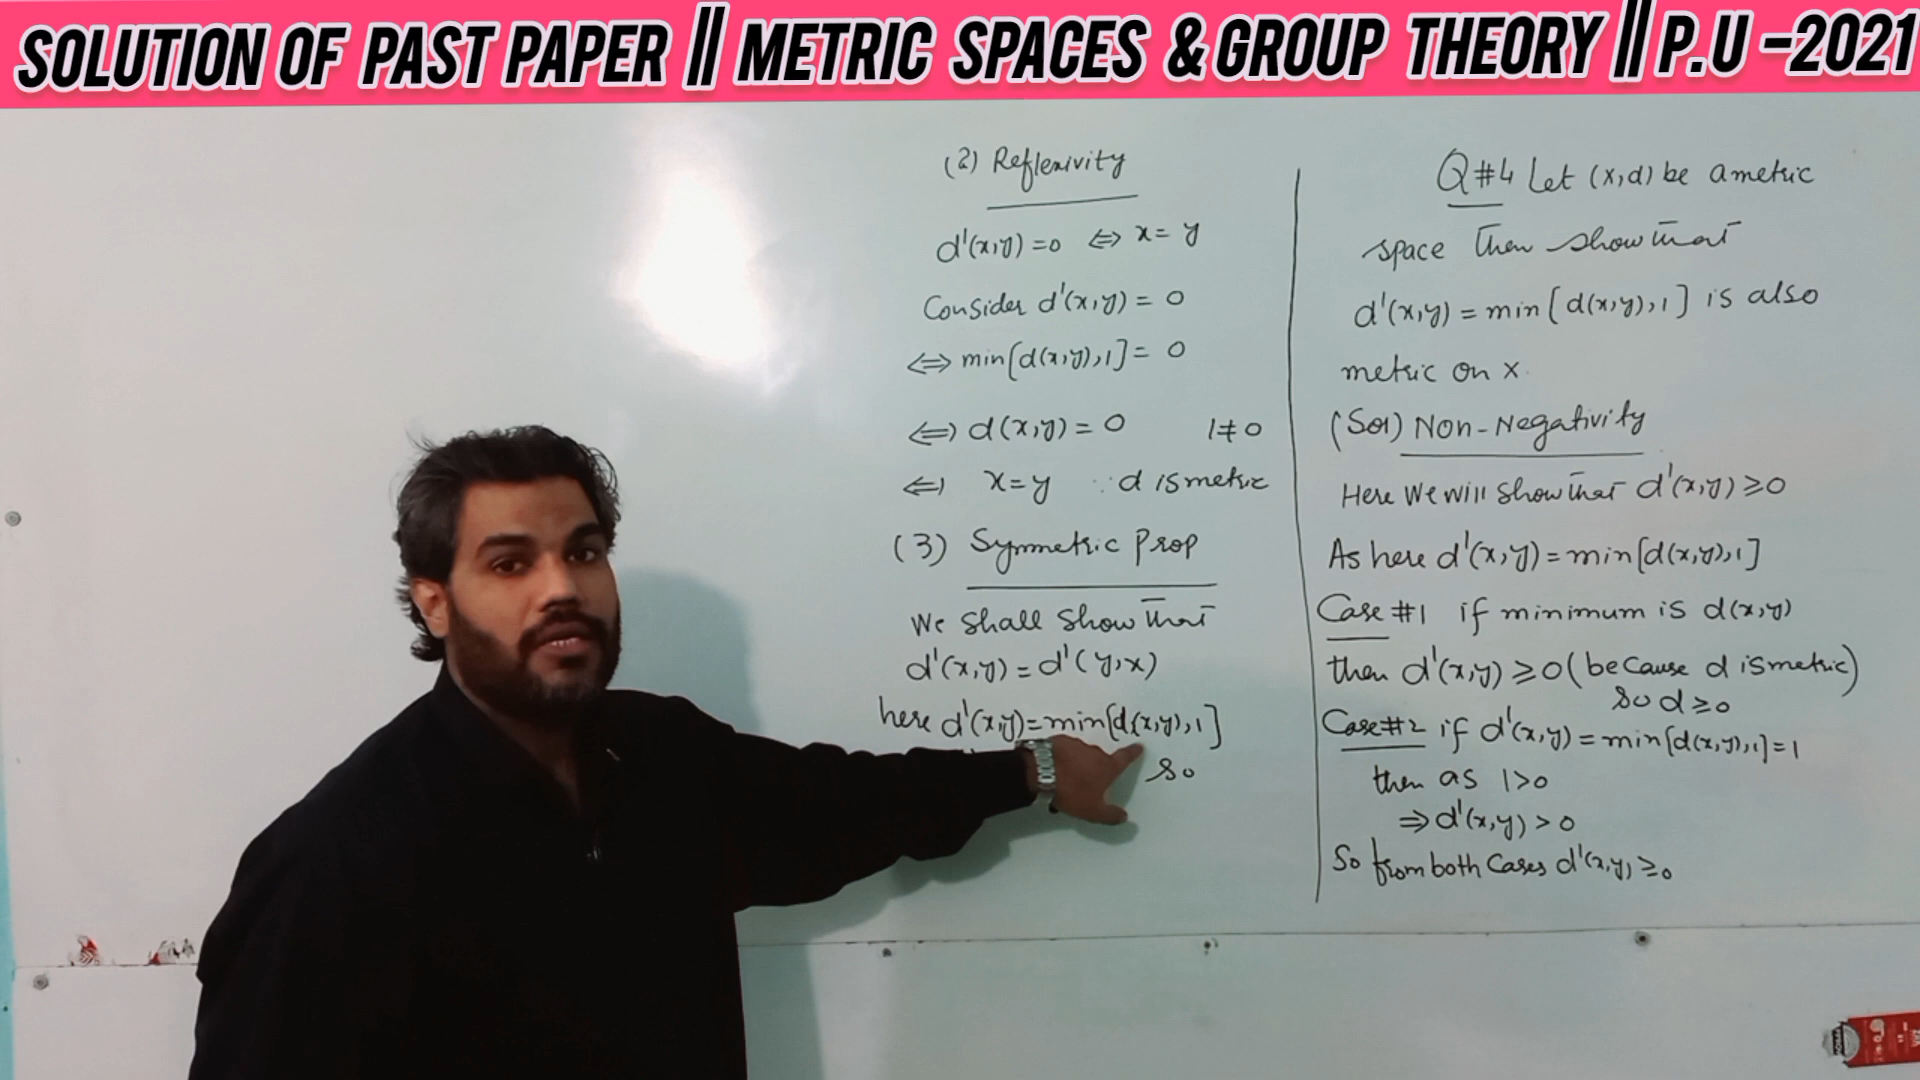 SOLUTION OF PAST PAPER || METRIC SPACES & GROUP THEORY || P.U -2021
Q#4 Let (x,d) be a metric
space then show that
d'(x,y) = min[d(x,y),1] is also
metric on x.
(Sol) Non-Negativity
Here We will show that d'(x,y) ≥ 0
As here d'(x,y) = min[d(x,y),1]
Case #1 if minimum is d(x,y)
then d'(x,y) ≥ 0 (because d is metric)
so d ≥ 0
Case #2 if d'(x,y) = min[d(x,y),1] = 1
then as 1>0
⇒ d'(x,y) > 0
So from both Cases d'(x,y) ≥ 0
(2) Reflexivity
d'(x,y) = 0 ⇔ x = y
Consider d'(x,y) = 0
⇔ min[d(x,y),1] = 0
⇔ d(x,y) = 0 1≠0
⇔ x=y ∵ d is metric
(3) Symmetric Prop
We shall show that
d'(x,y) = d'(y,x)
here d'(x,y) = min[d(x,y),1]
so